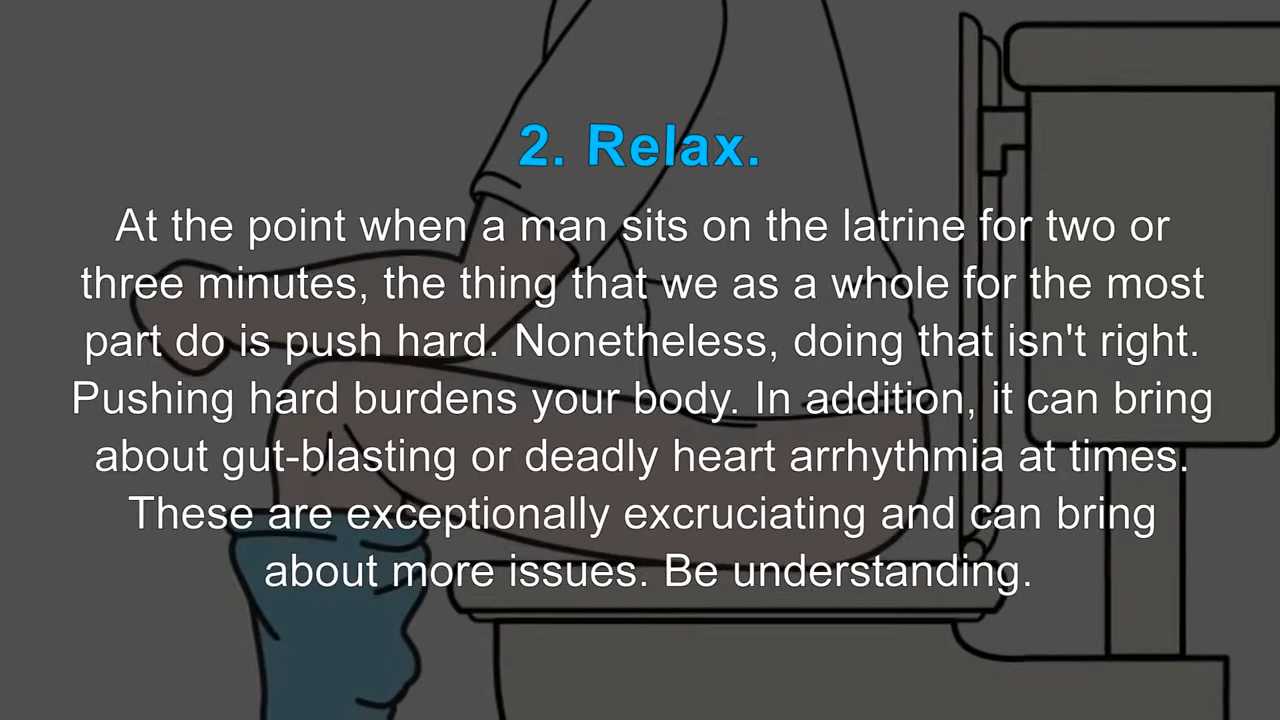 2. Relax.
At the point when a man sits on the latrine for two or
three minutes, the thing that we as a whole for the most
part do is push hard. Nonetheless, doing that isn't right.
Pushing hard burdens your body. In addition, it can bring
about gut-blasting or deadly heart arrhythmia at times.
These are exceptionally excruciating and can bring
about more issues. Be understanding.